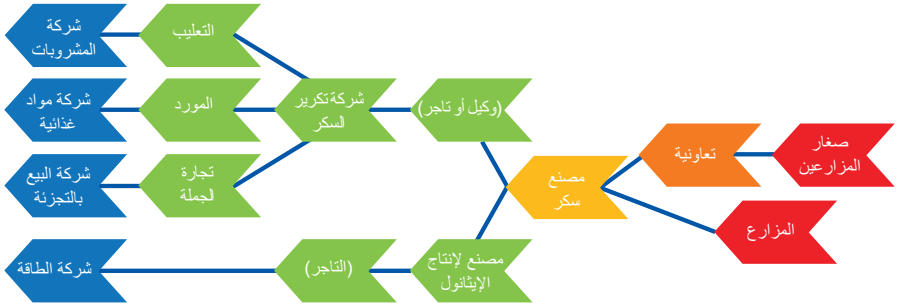 صغار
المزارعين
المزارع
تعاونية
مصنع
سكر
(وكيل أو تاجر)
شركة تكرير
السكر
التعليب
شركة
المشروبات
المورد
شركة مواد
غذائية
تجارة
الجملة
شركة البيع
بالتجزئة
مصنع لإنتاج
الإيثانول
(التاجر)
شركة الطاقة